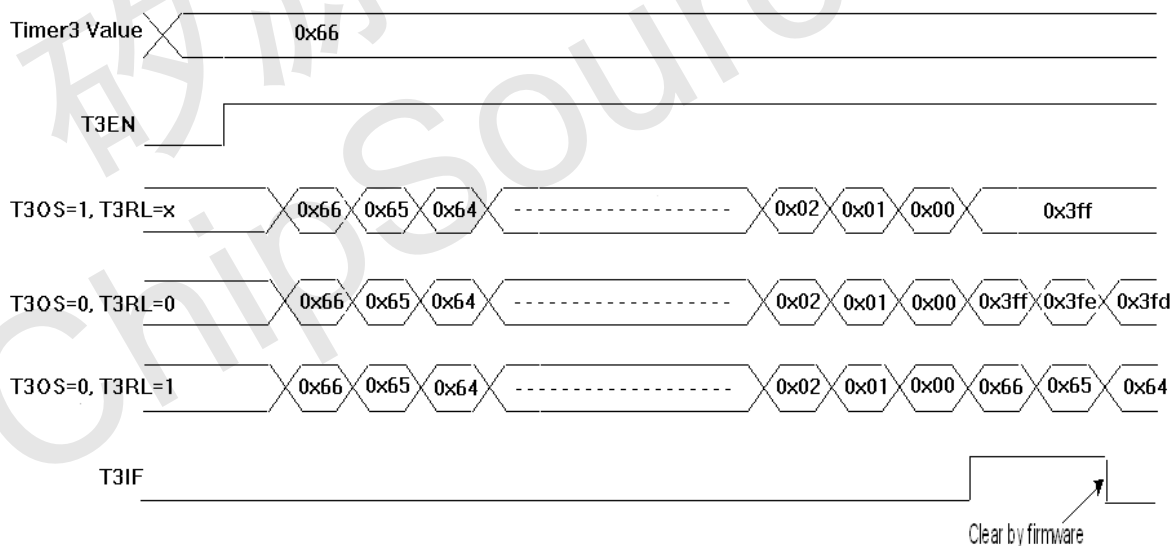 Timer3 Value 0x66
T3EN
T3OS=1, T3RL=x 0x66 0x65 0x64 0x02 0x01 0x00 0x3ff
T3OS=0, T3RL=0 0x66 0x65 0x64 0x02 0x01 0x00 0x3ff 0x3fe 0x3fd
T3OS=0, T3RL=1 0x66 0x65 0x64 0x02 0x01 0x00 0x66 0x65 0x64
T3IF
Clear by firmware
ChipSourc